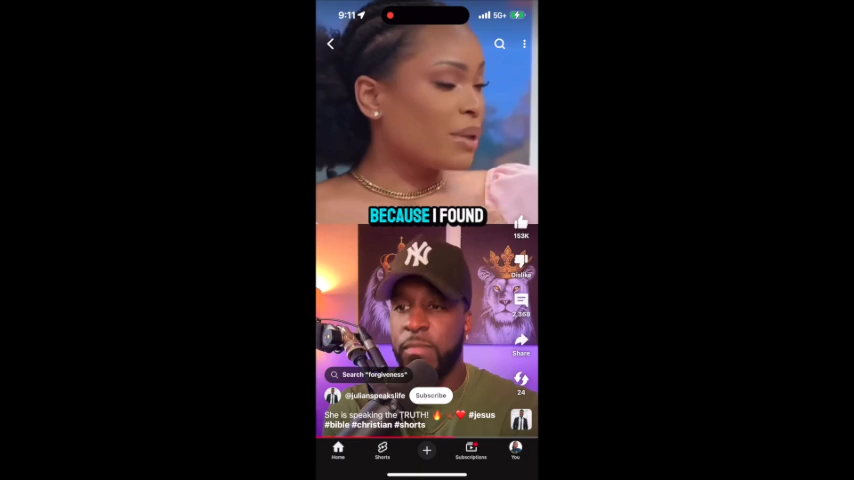 9:11
5G+
BECAUSE I FOUND
NY
153K
Dislike
2,368
Share
24
Search "forgiveness"
@julianspeakslife
Subscribe
She is speaking the TRUTH! 🔥 ❤️ #jesus
#bible #christian #shorts
Home
Shorts
Subscriptions
You